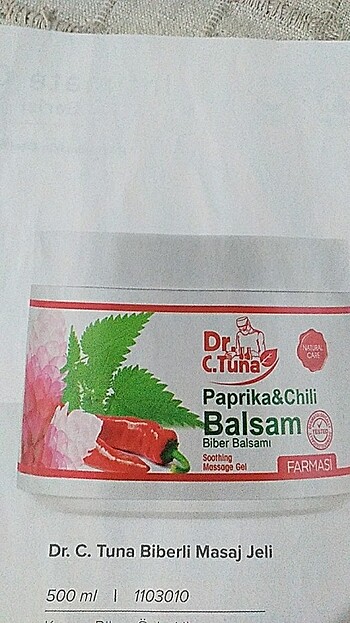 Dr.
C.Tuna
NATURAL
CARE
Paprika&Chili
Balsam
Biber Balsamı
TESTED
Soothing
Massage Gel
FARMASi
Dr. C. Tuna Biberli Masaj Jeli
500 ml | 1103010